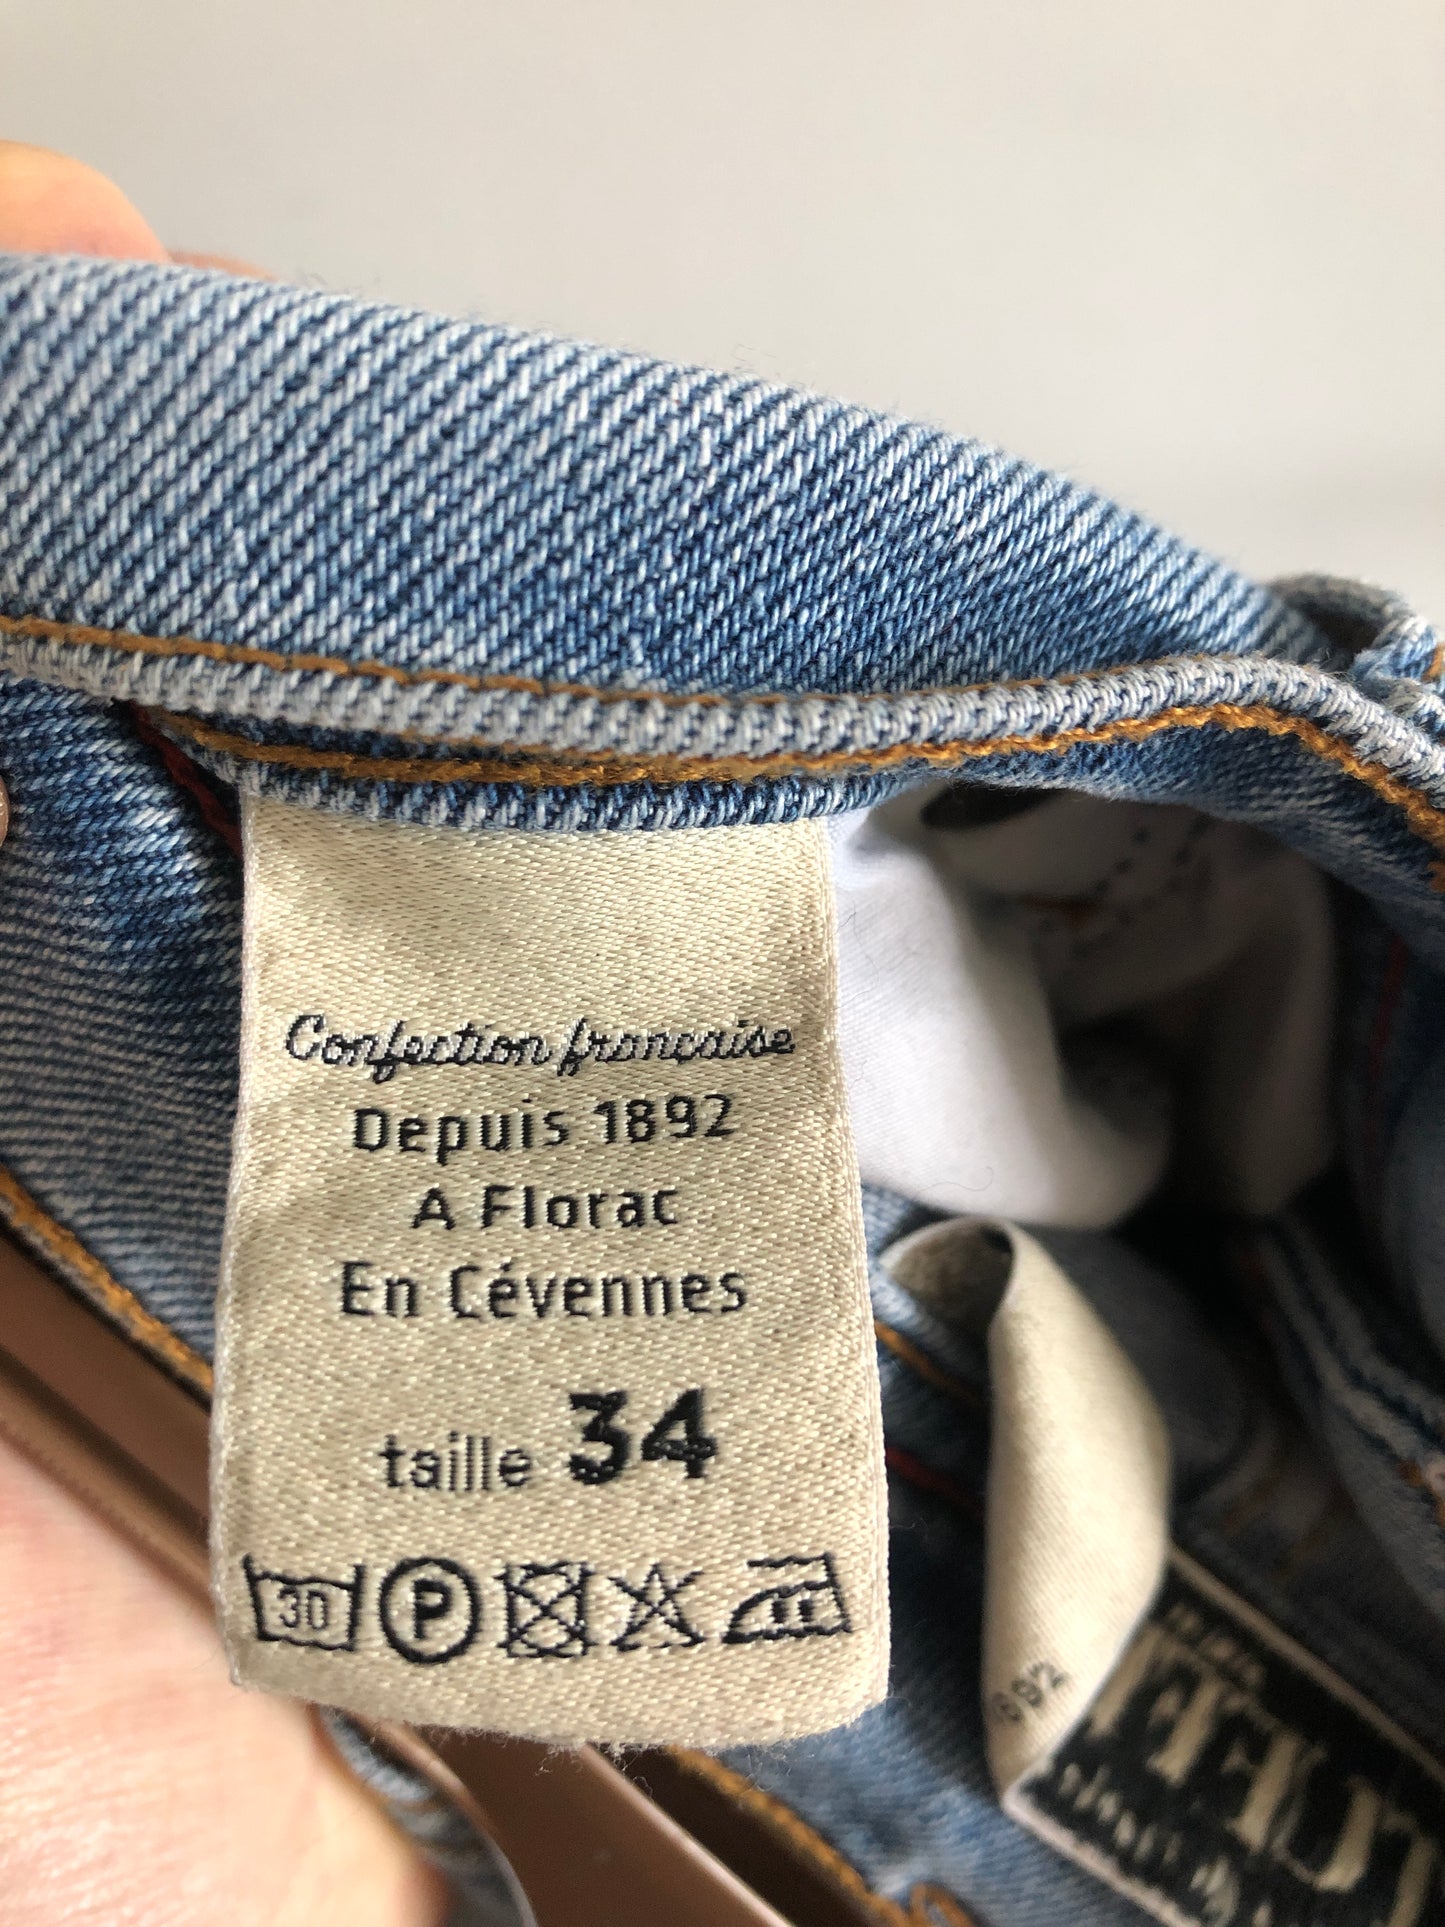 Confection française
Depuis 1892
A Florac
En Cévennes
taille 34
30 P